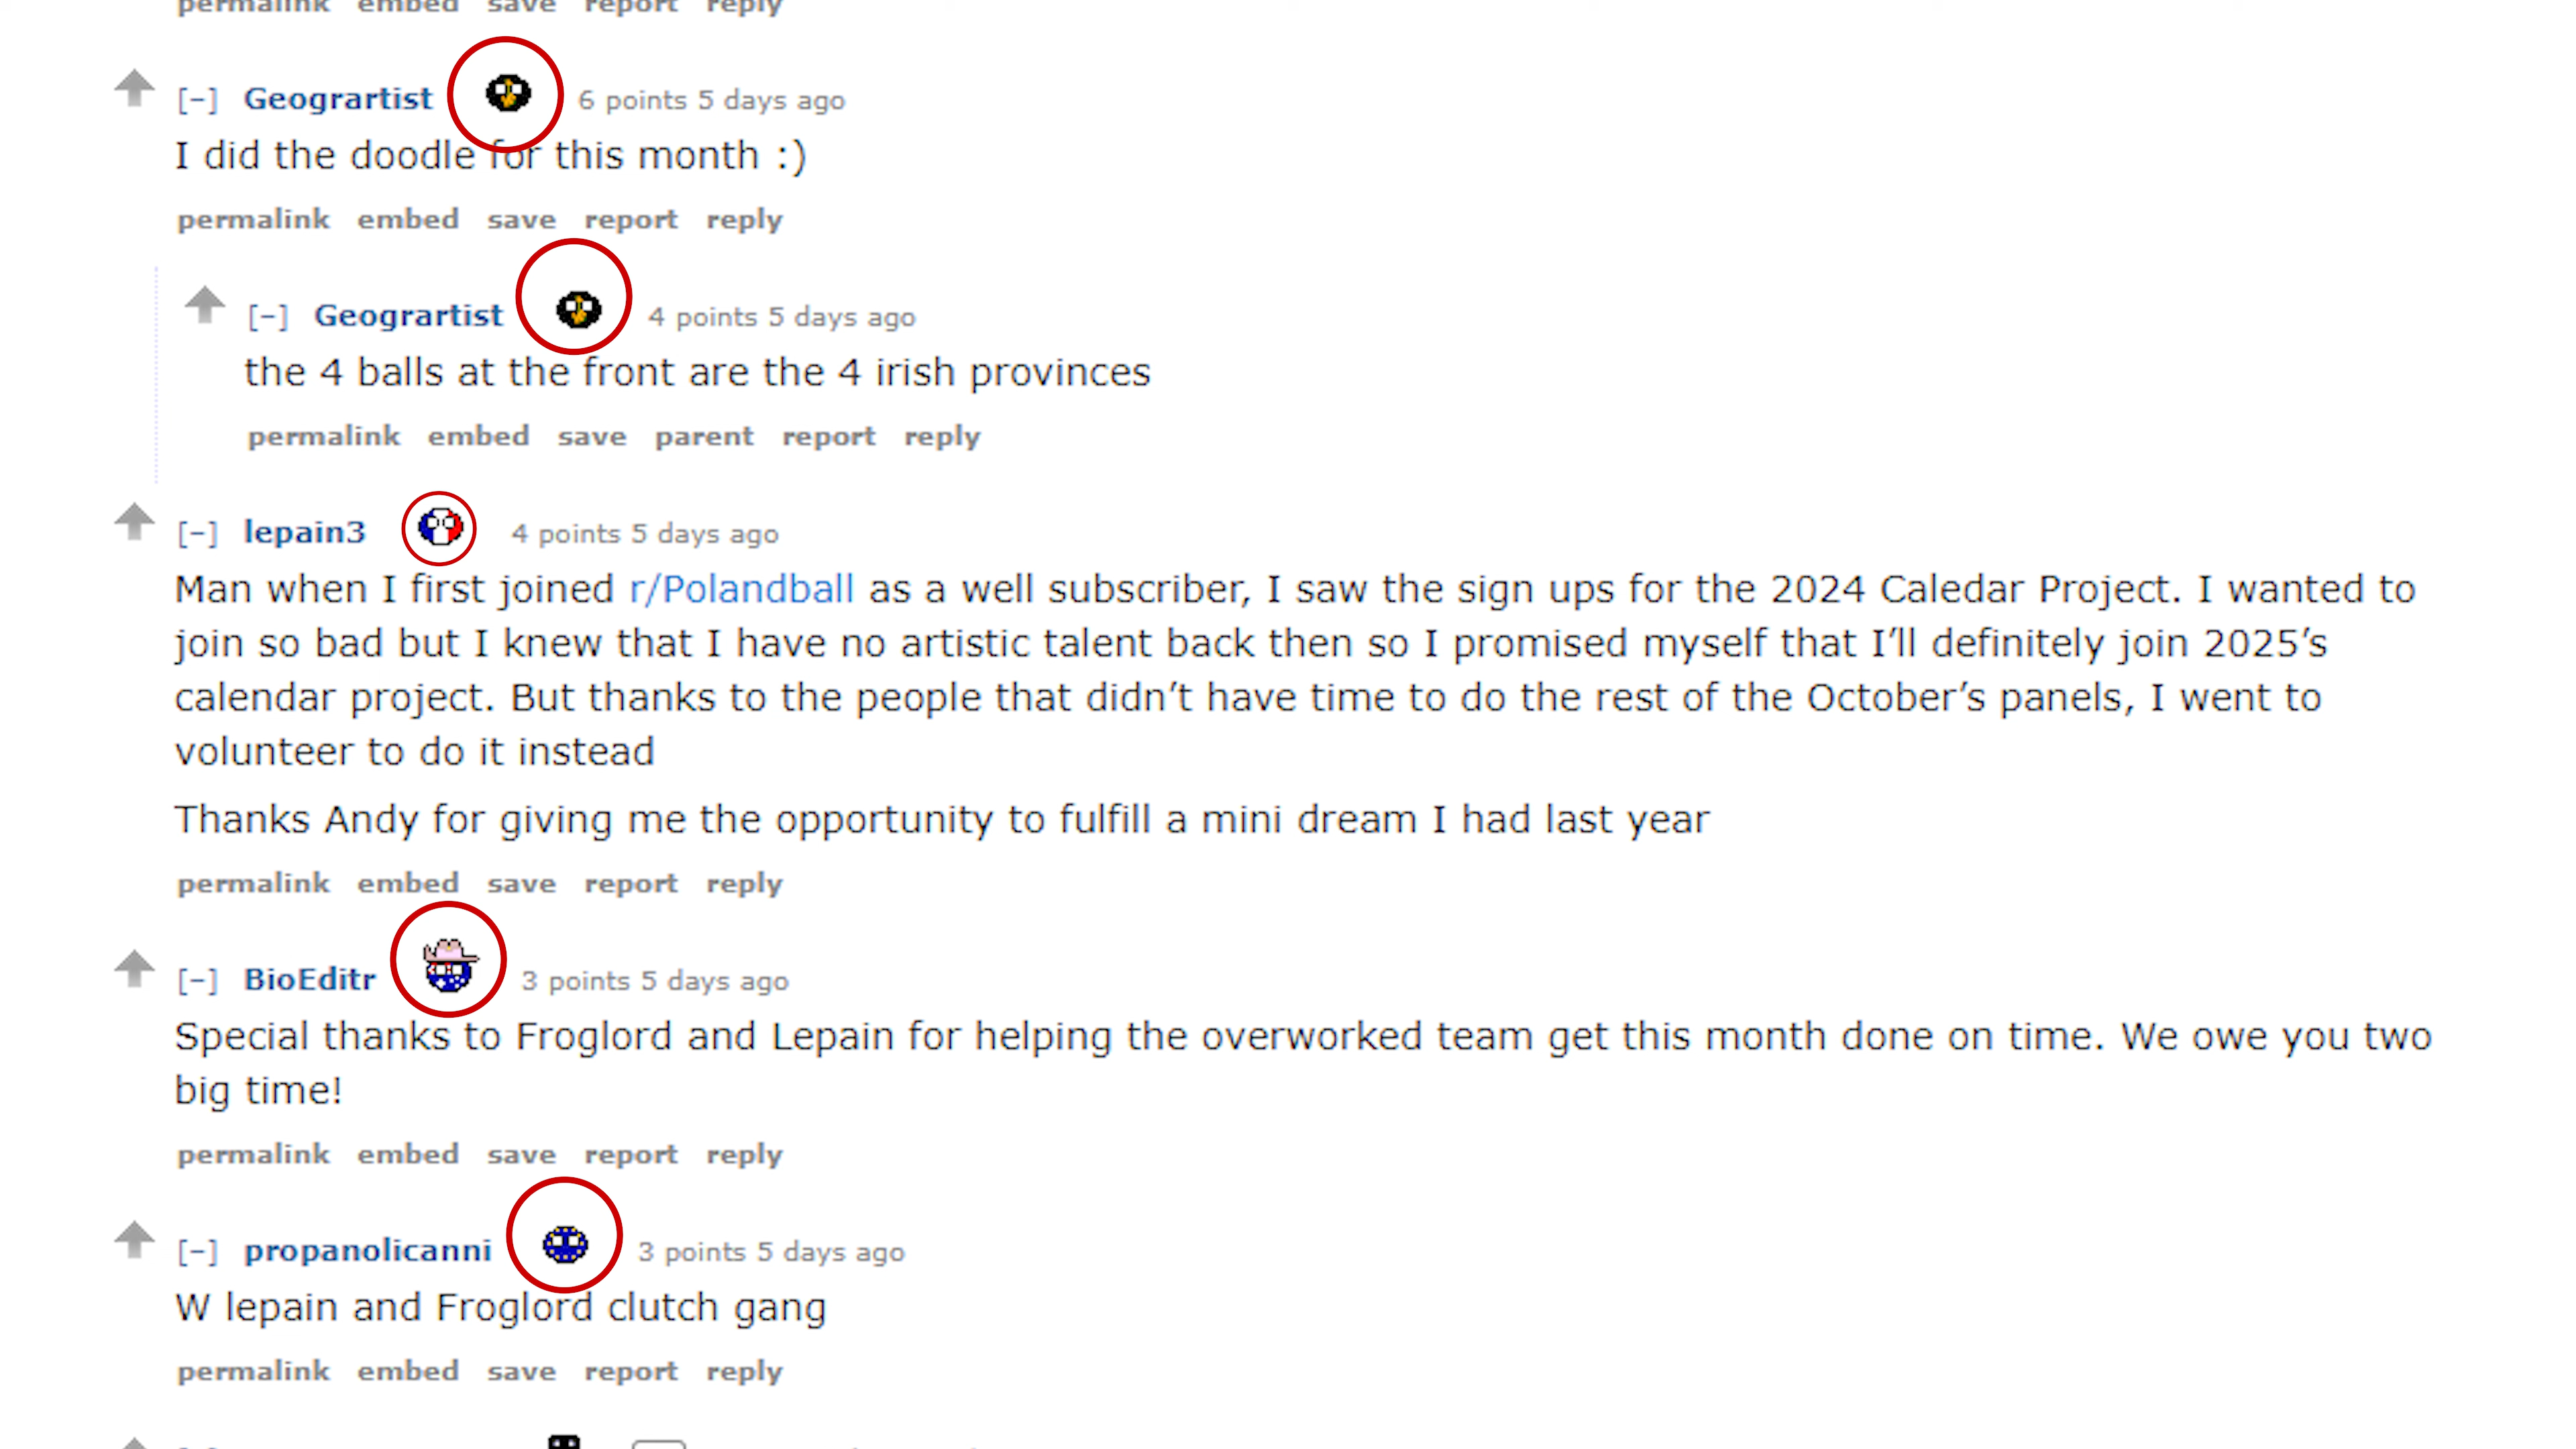 permalink embed save report reply
[–] Geogrartist 6 points 5 days ago
I did the doodle for this month :)
permalink embed save report reply
[–] Geogrartist 4 points 5 days ago
the 4 balls at the front are the 4 irish provinces
permalink embed save parent report reply
[–] lepain3 4 points 5 days ago
Man when I first joined r/Polandball as a well subscriber, I saw the sign ups for the 2024 Caledar Project. I wanted to
join so bad but I knew that I have no artistic talent back then so I promised myself that I’ll definitely join 2025’s
calendar project. But thanks to the people that didn’t have time to do the rest of the October’s panels, I went to
volunteer to do it instead
Thanks Andy for giving me the opportunity to fulfill a mini dream I had last year
permalink embed save report reply
[–] BioEditr 3 points 5 days ago
Special thanks to Froglord and Lepain for helping the overworked team get this month done on time. We owe you two
big time!
permalink embed save report reply
[–] propanolicanni 3 points 5 days ago
W lepain and Froglord clutch gang
permalink embed save report reply